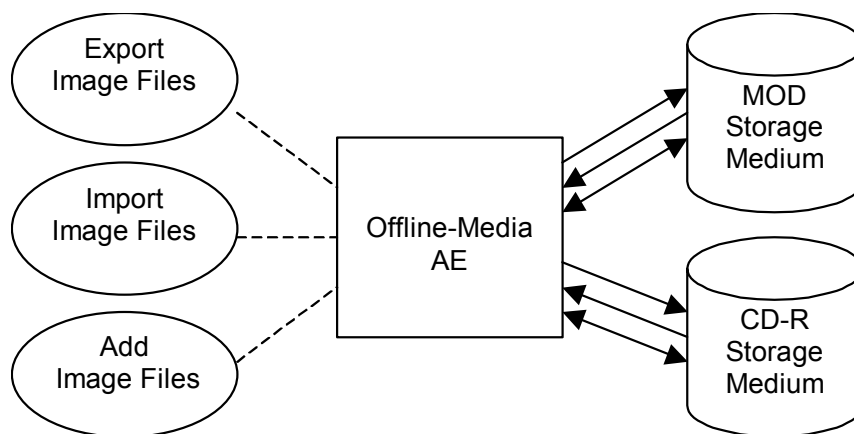 Export
Image Files
Import
Image Files
Add
Image Files
Offline-Media
AE
MOD
Storage
Medium
CD-R
Storage
Medium